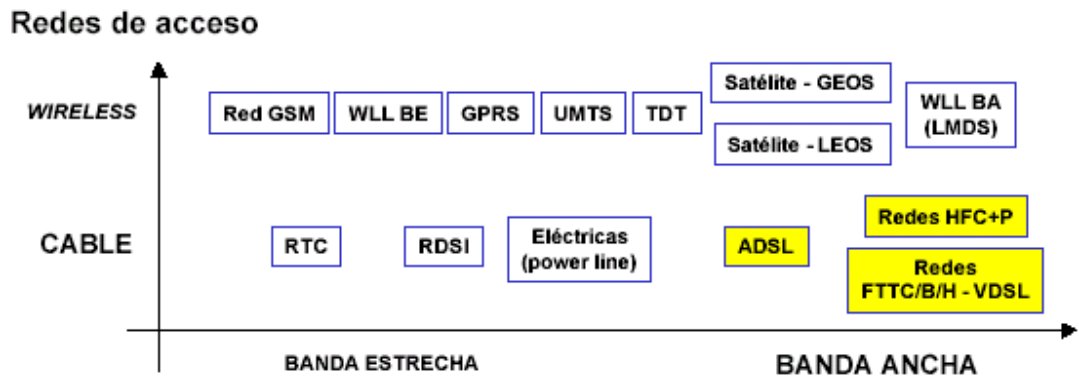 Redes de acceso
WIRELESS
Red GSM
WLL BE
GPRS
UMTS
TDT
Satélite - GEOS
Satélite - LEOS
WLL BA
(LMDS)
CABLE
RTC
RDSI
Eléctricas
(power line)
ADSL
Redes HFC+P
Redes
FTTC/B/H - VDSL
BANDA ESTRECHA
BANDA ANCHA